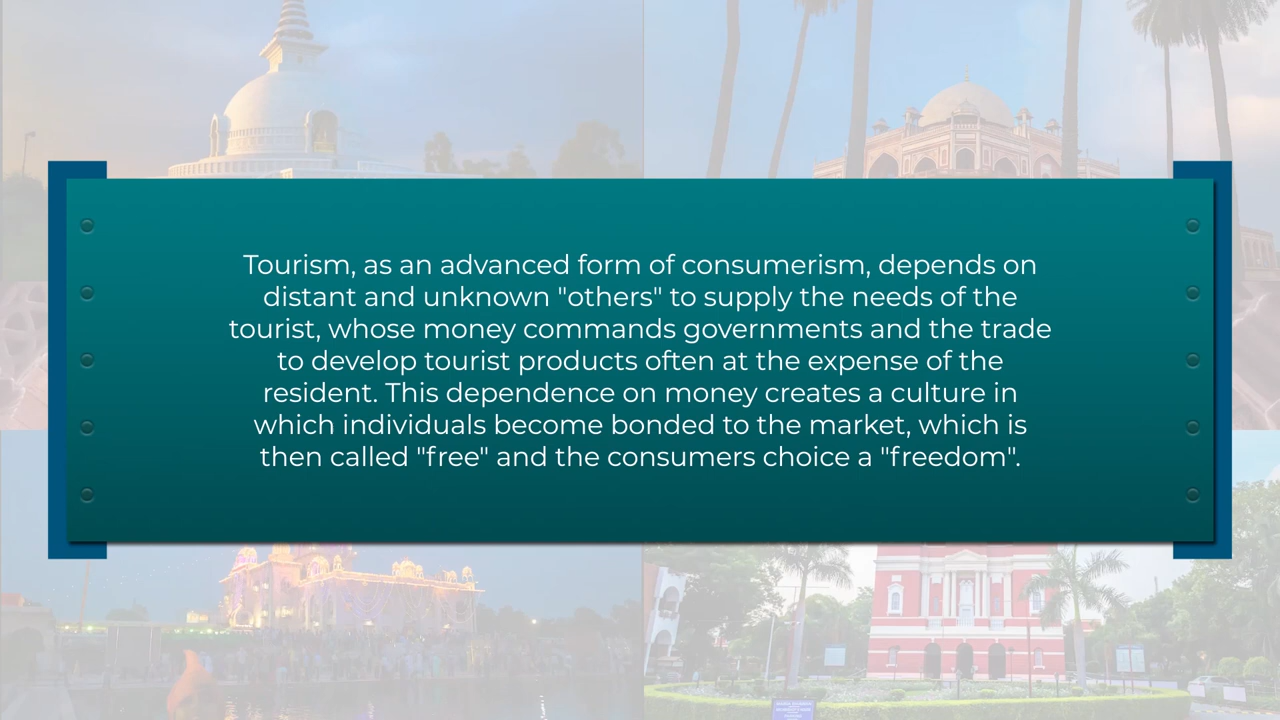 Tourism, as an advanced form of consumerism, depends on
distant and unknown "others" to supply the needs of the
tourist, whose money commands governments and the trade
to develop tourist products often at the expense of the
resident. This dependence on money creates a culture in
which individuals become bonded to the market, which is
then called "free" and the consumers choice a "freedom".